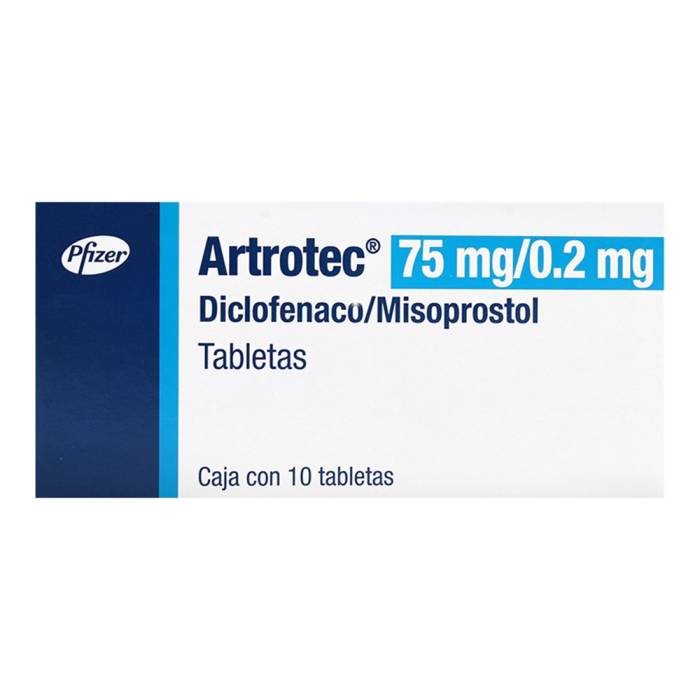 Pfizer
Artrotec® 75 mg/0.2 mg
Diclofenaco/Misoprostol
Tabletas
Caja con 10 tabletas